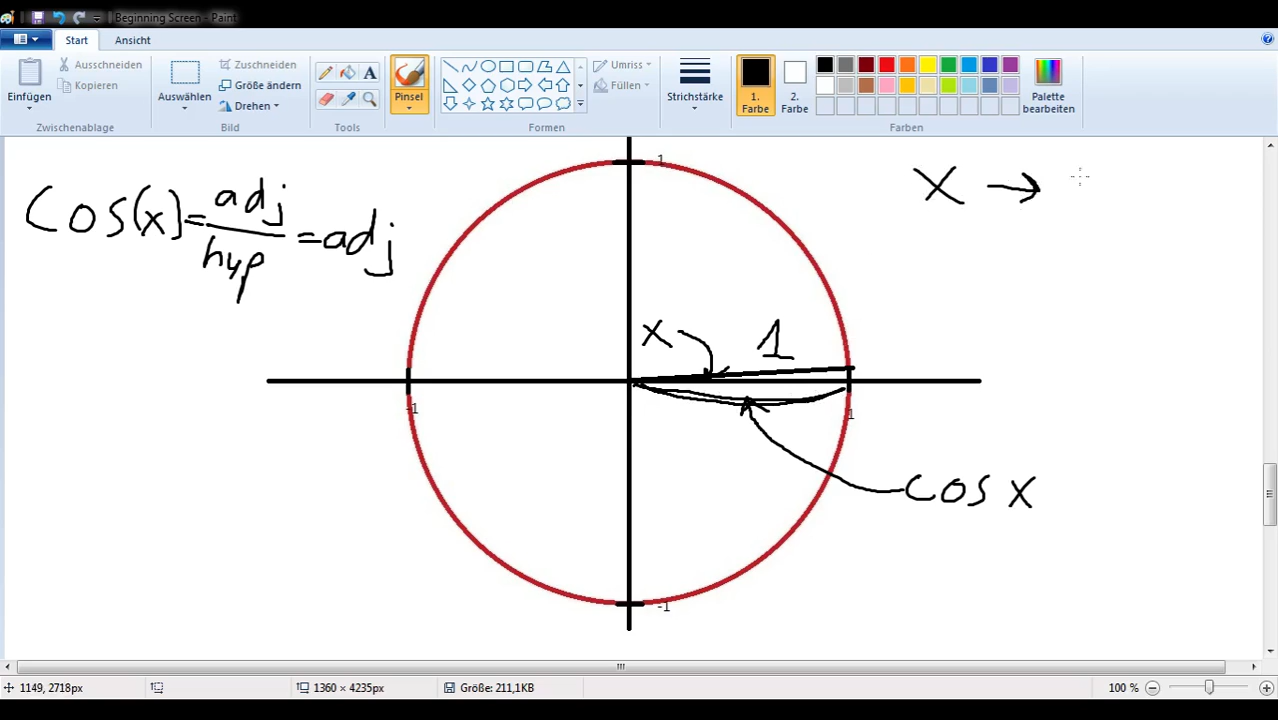 Beginning Screen - Paint
Start Ansicht
Einfügen
Ausschneiden
Kopieren
Zwischenablage
Auswählen
Zuschneiden
Größe ändern
Drehen
Bild
A
Tools
Pinsel
Formen
Umriss
Füllen
Strichstärke
1.
Farbe
2.
Farbe
Palette
bearbeiten
Farben
cos(x)=adj/hyp=adj
x →
1
x
1
-1
1
cos x
-1
1149, 2718px
1360 × 4235px
Größe: 211,1KB
100 %